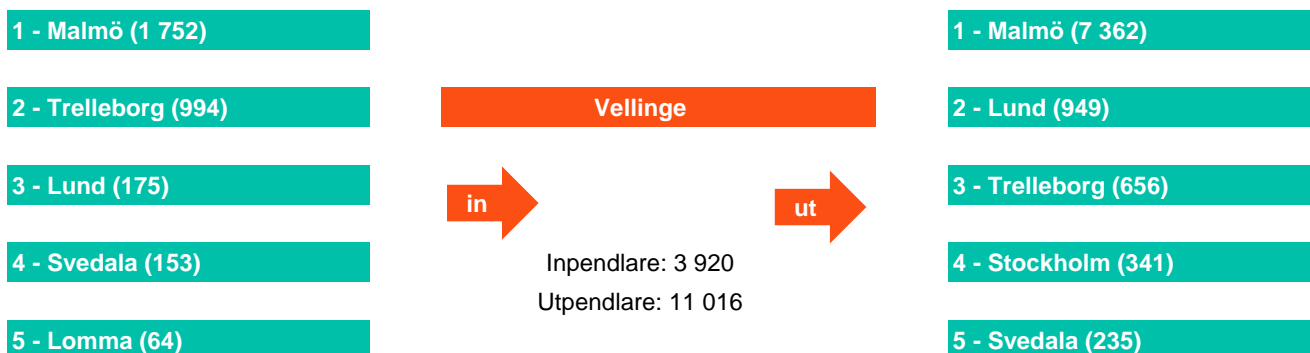 1 - Malmö (1 752)
2 - Trelleborg (994)
3 - Lund (175)
4 - Svedala (153)
5 - Lomma (64)
Vellinge
in
ut
Inpendlare: 3 920
Utpendlare: 11 016
1 - Malmö (7 362)
2 - Lund (949)
3 - Trelleborg (656)
4 - Stockholm (341)
5 - Svedala (235)